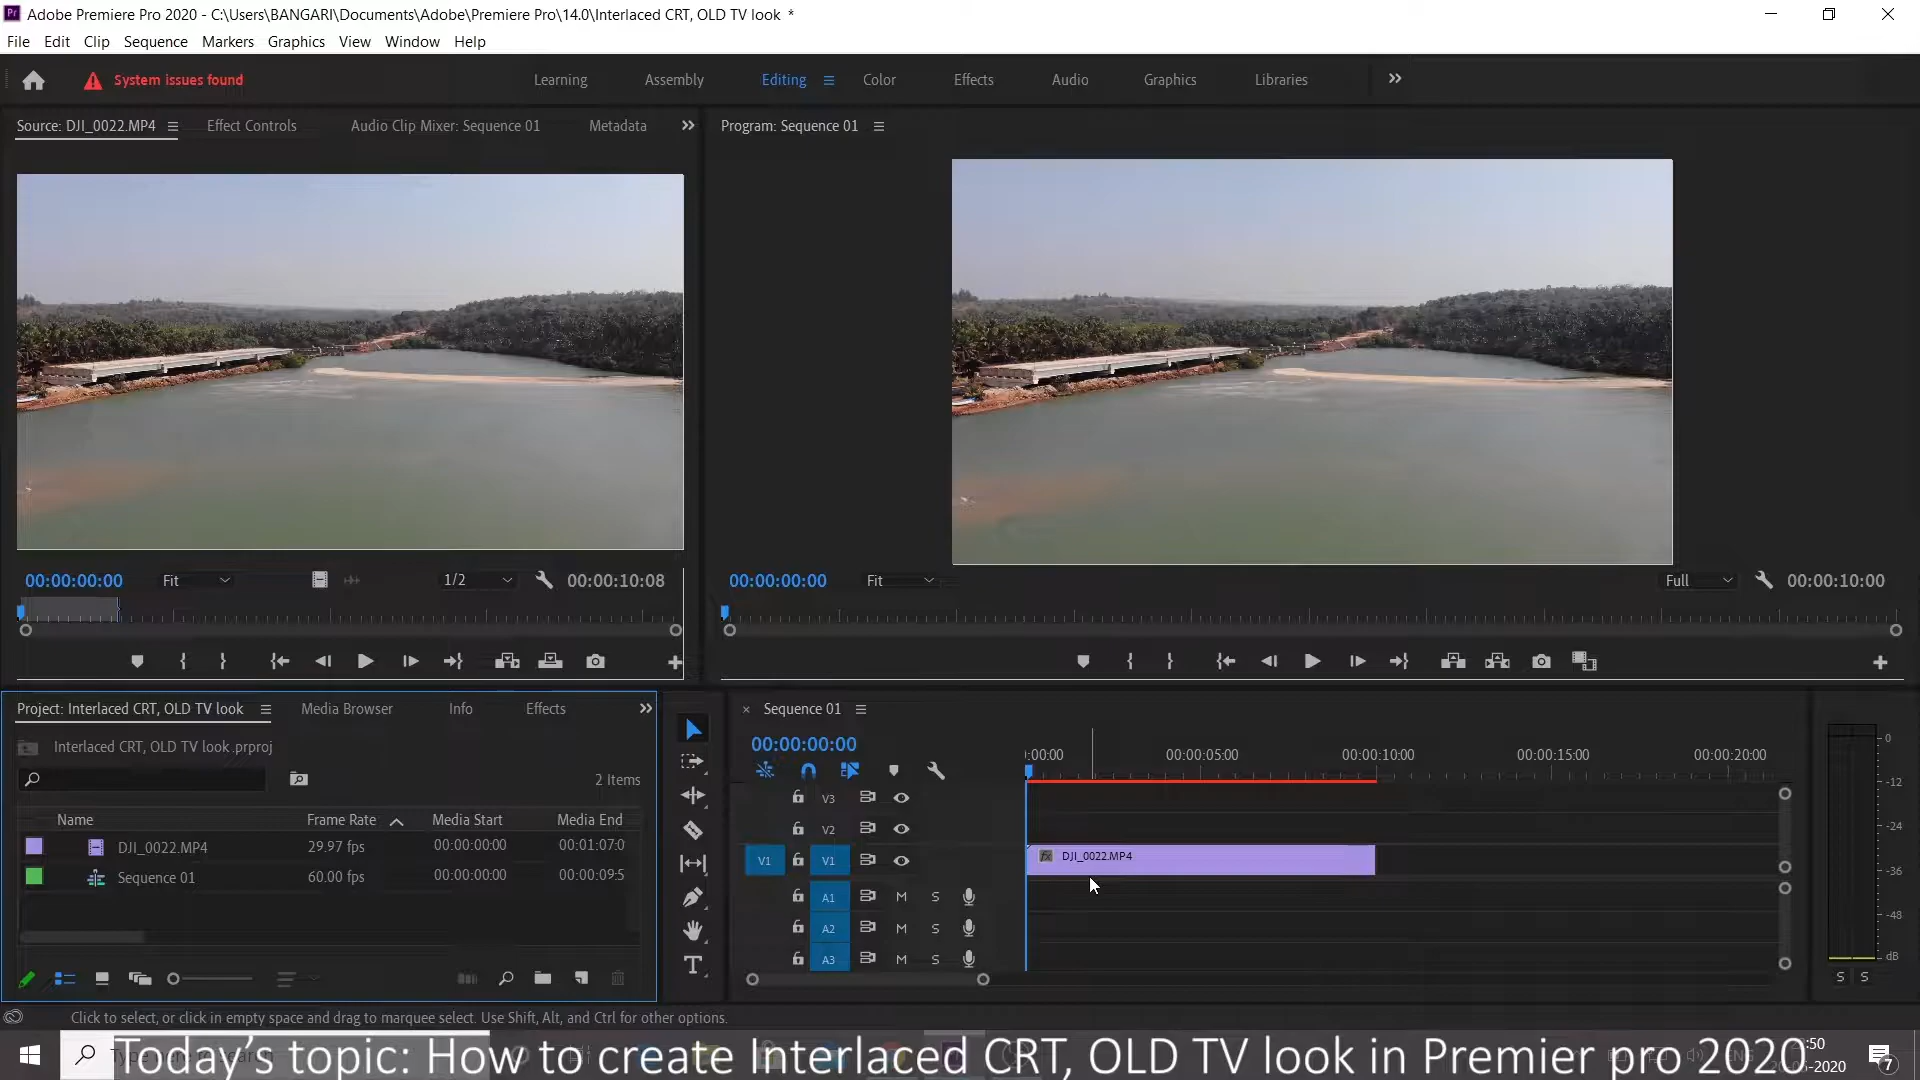 Adobe Premiere Pro 2020 - C:\Users\BANGARI\Documents\Adobe\Premiere Pro\14.0\Interlaced CRT, OLD TV look *
File Edit Clip Sequence Markers Graphics View Window Help
System issues found
Learning Assembly Editing Color Effects Audio Graphics Libraries
Source: DJI_0022.MP4 Effect Controls Audio Clip Mixer: Sequence 01 Metadata
Program: Sequence 01
00:00:00:00 Fit 1/2 00:00:10:08
00:00:00:00 Fit Full 00:00:10:00
Project: Interlaced CRT, OLD TV look Media Browser Info Effects
Interlaced CRT, OLD TV look .prproj
2 Items
Name Frame Rate Media Start Media End
DJI_0022.MP4 29.97 fps 00:00:00:00 00:01:07:0
Sequence 01 60.00 fps 00:00:00:00 00:00:09:5
Sequence 01
00:00:00:00
:00:00 00:00:05:00 00:00:10:00 00:00:15:00 00:00:20:00
V3
V2
V1 V1 DJI_0022.MP4
A1 M S
A2 M S
A3 M S
0
-12
-24
-36
-48
dB
S S
Click to select, or click in empty space and drag to marquee select. Use Shift, Alt, and Ctrl for other options.
Today's topic: How to create Interlaced CRT, OLD TV look in Premier pro 2020.
:50
-2020
7